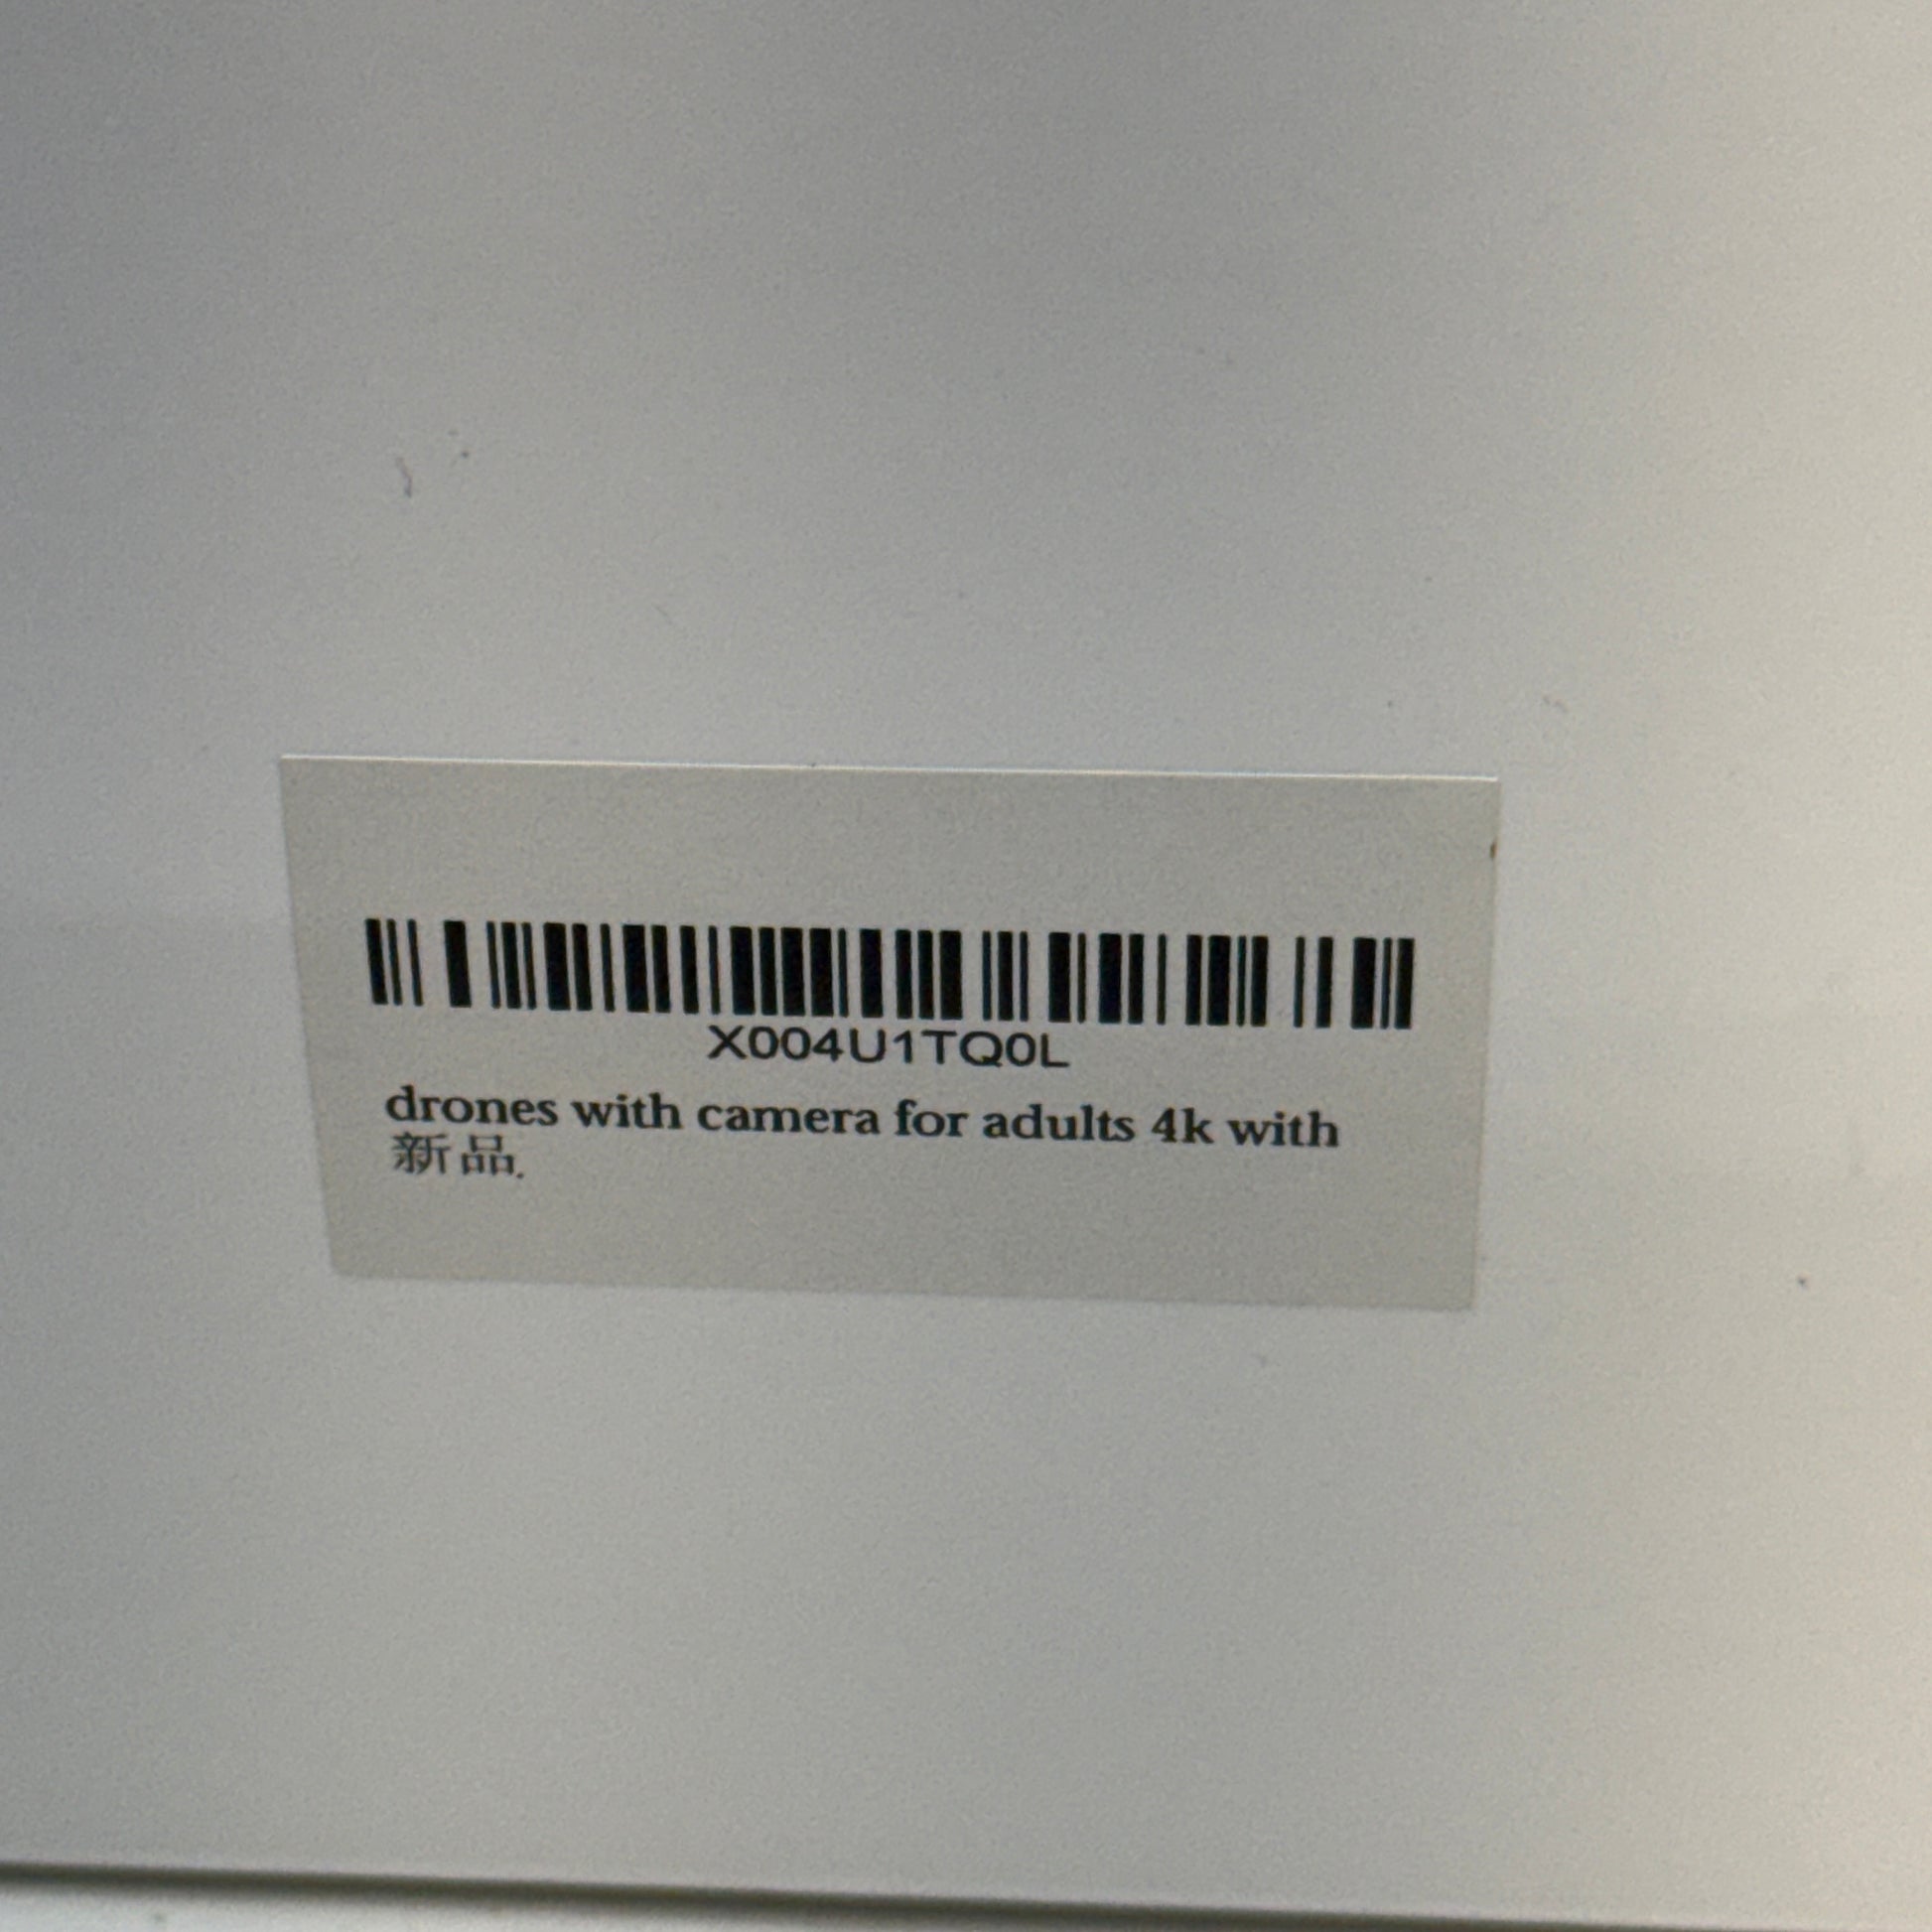 X004U1TQ0L
drones with camera for adults 4k with
新品.